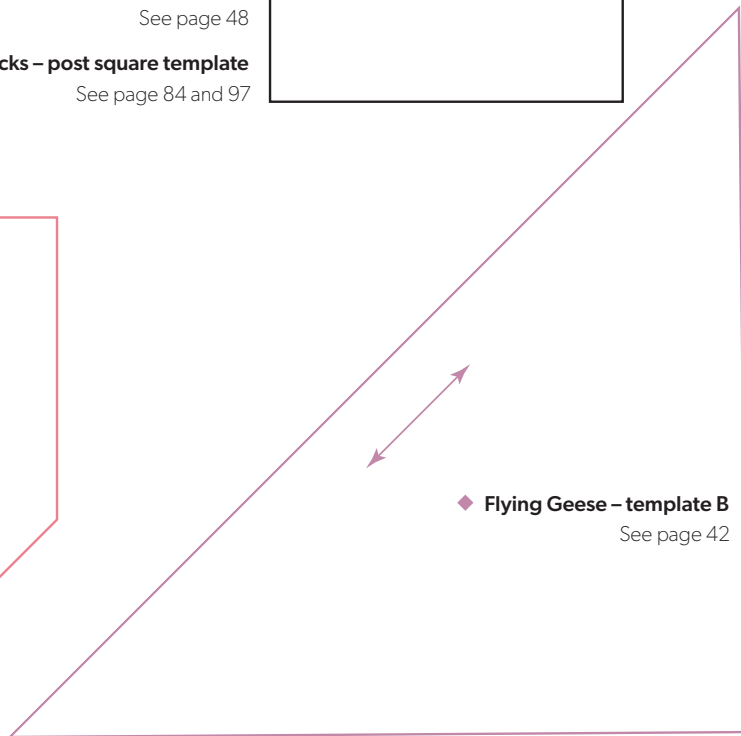 See page 48
cks – post square template
See page 84 and 97
Flying Geese – template B
See page 42